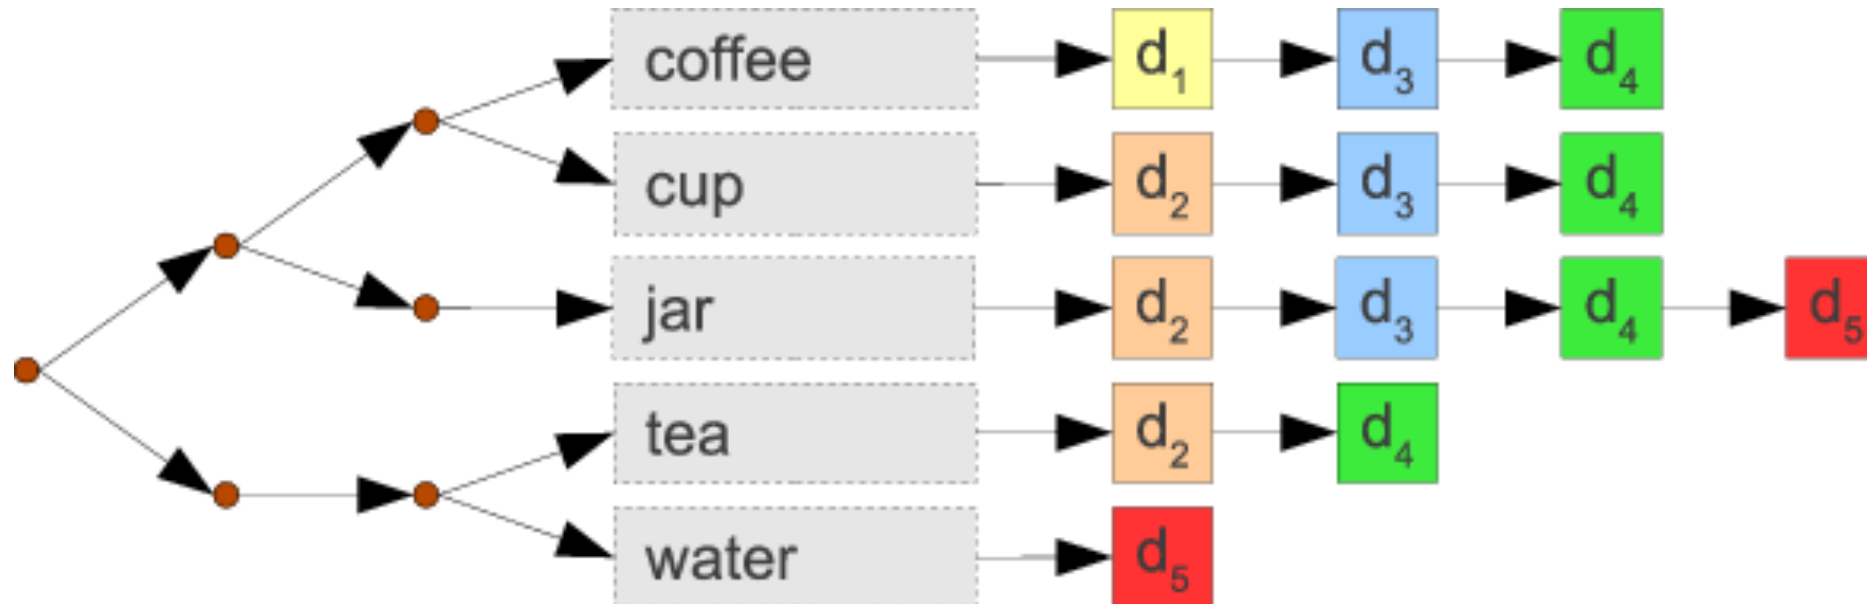 coffee d1 d3 d4
cup d2 d3 d4
jar d2 d3 d4 d5
tea d2 d4
water d5